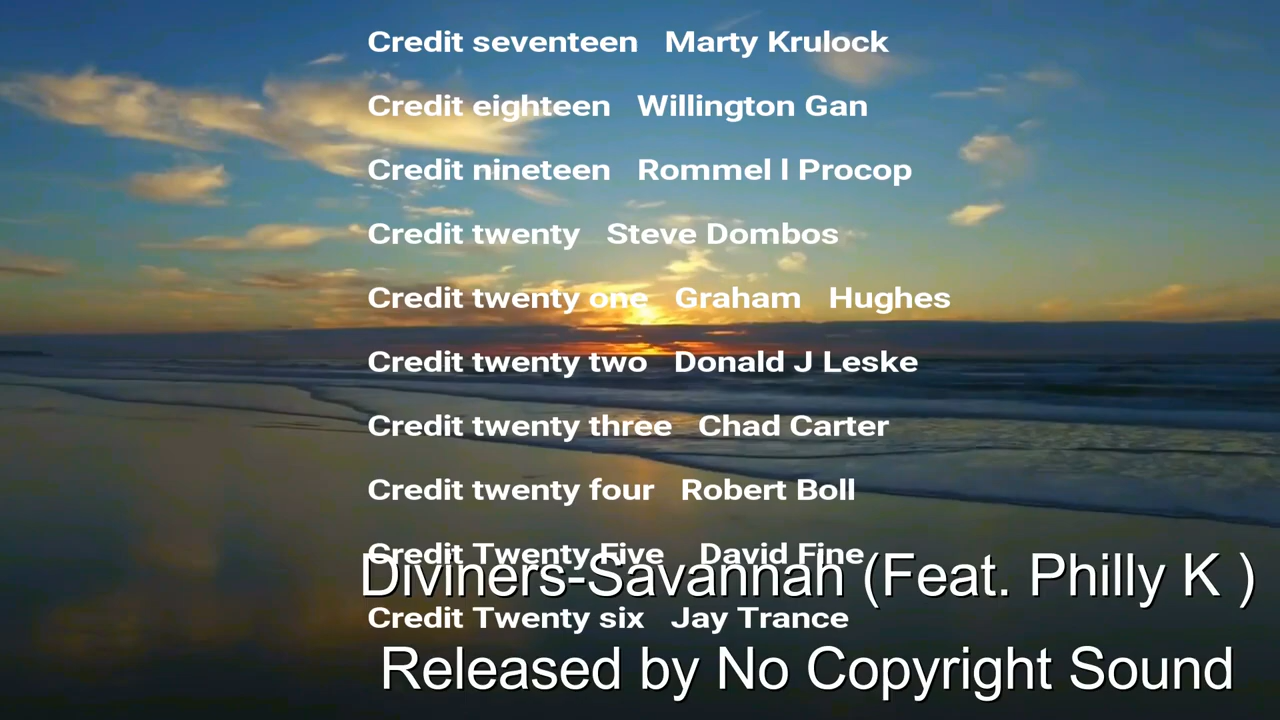 Credit seventeen Marty Krulock
Credit eighteen Willington Gan
Credit nineteen Rommel l Procop
Credit twenty Steve Dombos
Credit twenty one Graham Hughes
Credit twenty two Donald J Leske
Credit twenty three Chad Carter
Credit twenty four Robert Boll
Credit Twenty Five David Fine
Diviners-Savannah (Feat. Philly K )
Credit Twenty six Jay Trance
Released by No Copyright Sound